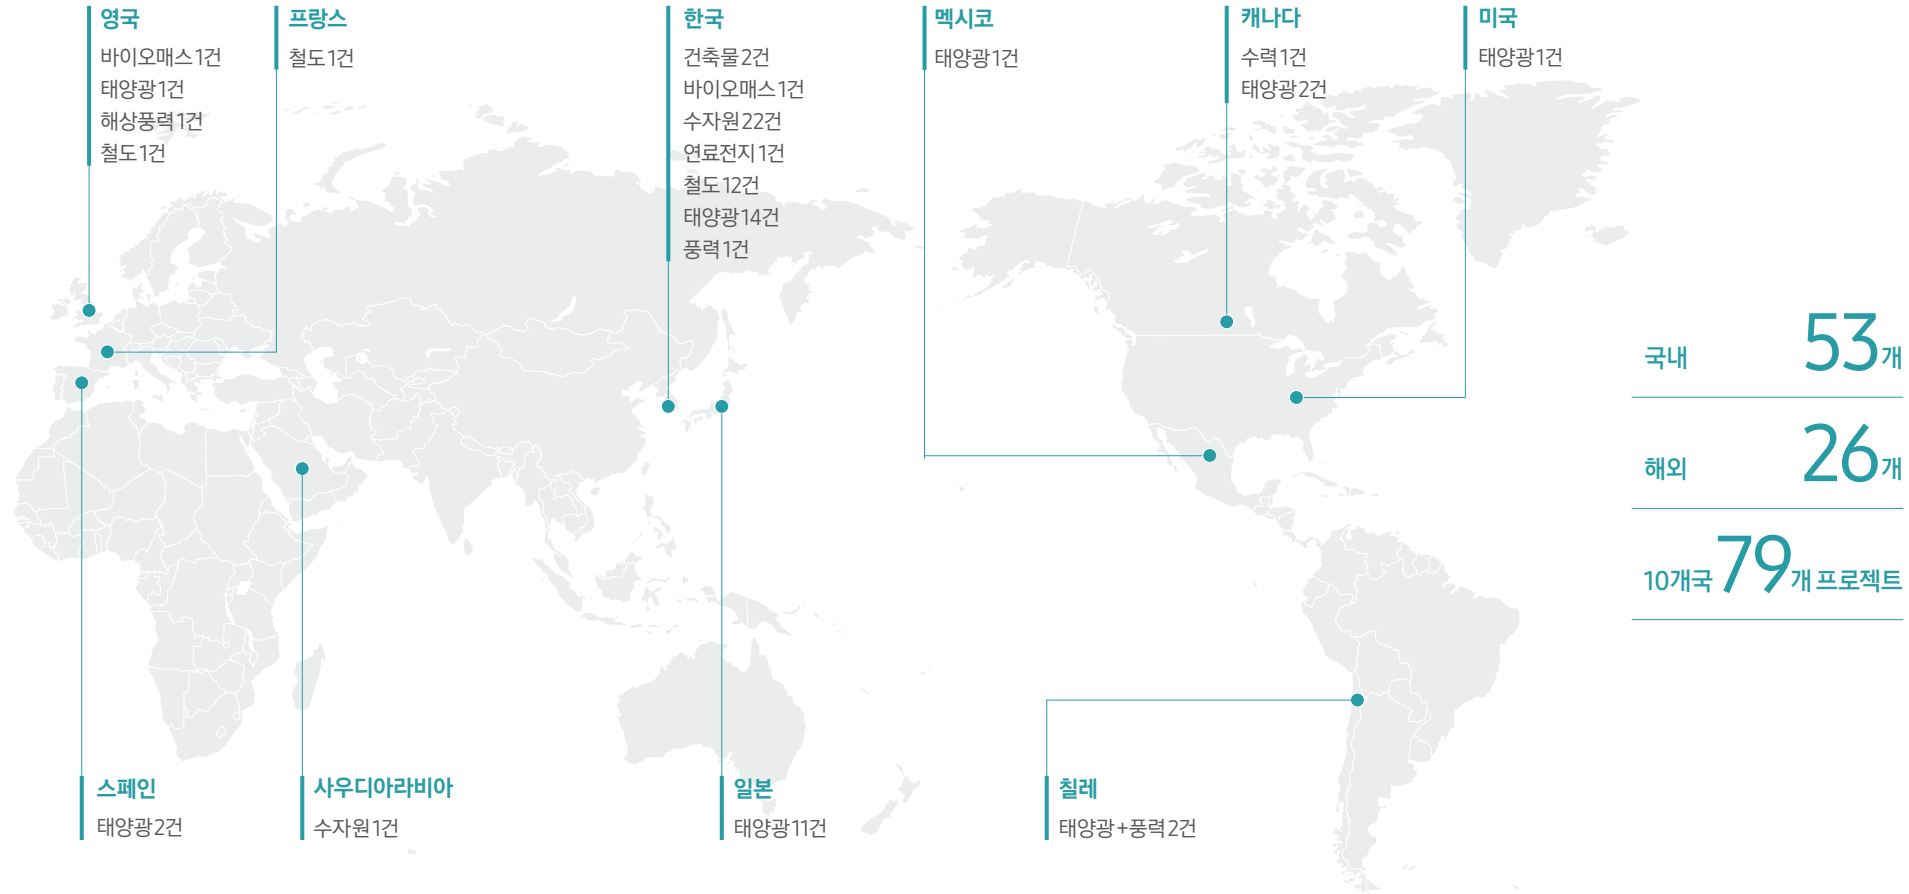 영국
바이오매스 1건
태양광 1건
해상풍력 1건
철도 1건
프랑스
철도 1건
한국
건축물 2건
바이오매스 1건
수자원 22건
연료전지 1건
철도 12건
태양광 14건
풍력 1건
멕시코
태양광 1건
캐나다
수력 1건
태양광 2건
미국
태양광 1건
국내 53개
해외 26개
10개국 79개 프로젝트
스페인
태양광 2건
사우디아라비아
수자원 1건
일본
태양광 11건
칠레
태양광+풍력 2건